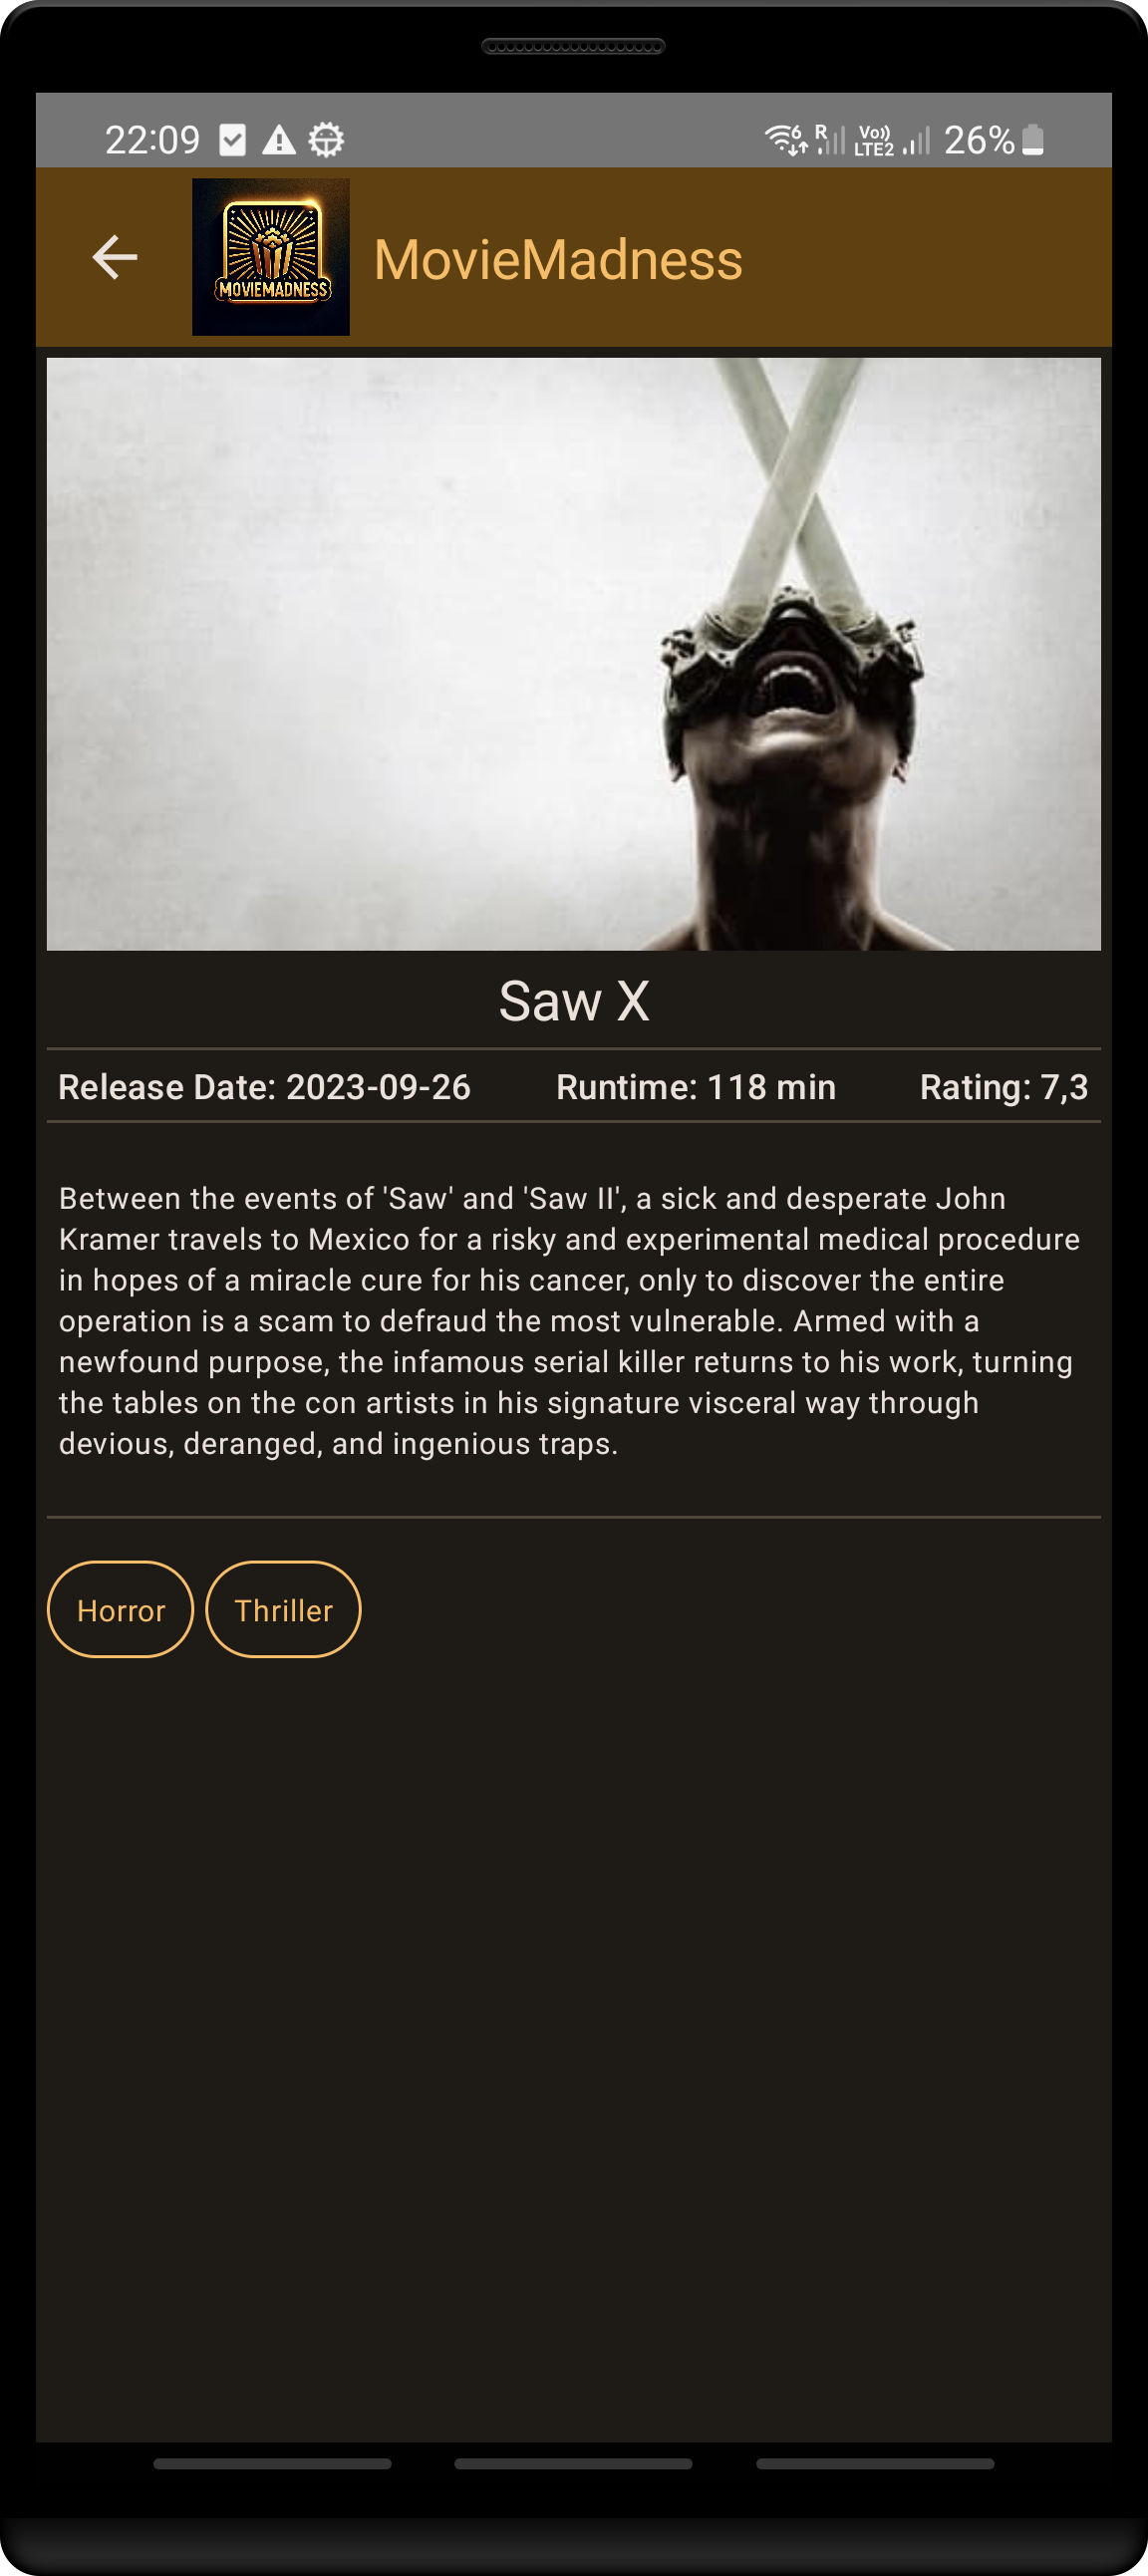 22:09
6 R Vo)) LTE2 26%
MOVIEMADNESS
MovieMadness
Saw X
Release Date: 2023-09-26 Runtime: 118 min Rating: 7,3
Between the events of 'Saw' and 'Saw II', a sick and desperate John
Kramer travels to Mexico for a risky and experimental medical procedure
in hopes of a miracle cure for his cancer, only to discover the entire
operation is a scam to defraud the most vulnerable. Armed with a
newfound purpose, the infamous serial killer returns to his work, turning
the tables on the con artists in his signature visceral way through
devious, deranged, and ingenious traps.
Horror Thriller